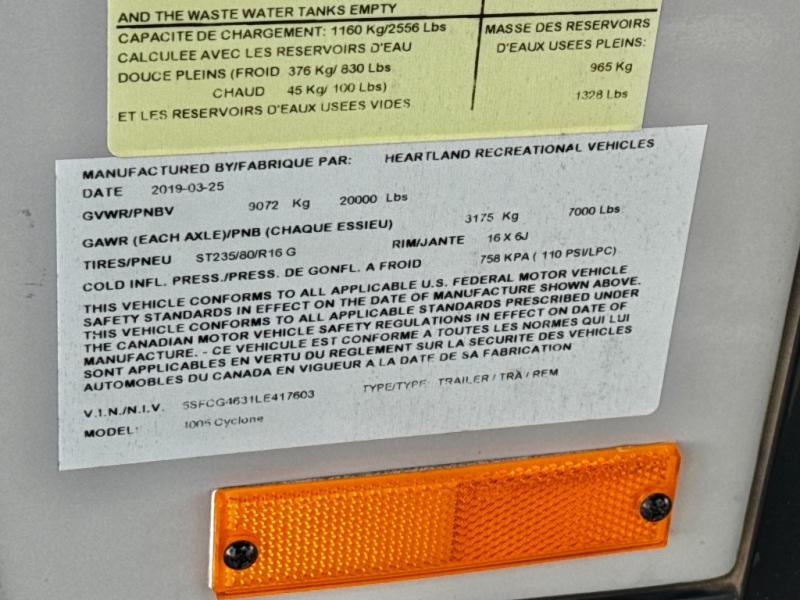 AND THE WASTE WATER TANKS EMPTY
CAPACITE DE CHARGEMENT: 1160 Kg/2556 Lbs
CALCULEE AVEC LES RESERVOIRS D'EAU
DOUCE PLEINS (FROID 376 Kg/ 830 Lbs
CHAUD 45 Kg/ 100 Lbs)
ET LES RESERVOIRS D'EAUX USEES VIDES
MASSE DES RESERVOIRS
D'EAUX USEES PLEINS:
965 Kg
1328 Lbs
MANUFACTURED BY/FABRIQUE PAR: HEARTLAND RECREATIONAL VEHICLES
DATE 2019-03-25
GVWR/PNBV 9072 Kg 20000 Lbs
GAWR (EACH AXLE)/PNB (CHAQUE ESSIEU) 3175 Kg 7000 Lbs
TIRES/PNEU ST235/80/R16 G RIM/JANTE 16 X 6J
COLD INFL. PRESS./PRESS. DE GONFL. A FROID 758 KPA ( 110 PSI/LPC)
THIS VEHICLE CONFORMS TO ALL APPLICABLE U.S. FEDERAL MOTOR VEHICLE
SAFETY STANDARDS IN EFFECT ON THE DATE OF MANUFACTURE SHOWN ABOVE.
THIS VEHICLE CONFORMS TO ALL APPLICABLE STANDARDS PRESCRIBED UNDER
THE CANADIAN MOTOR VEHICLE SAFETY REGULATIONS IN EFFECT ON DATE OF
MANUFACTURE. - CE VEHICULE EST CONFORME A TOUTES LES NORMES QUI LUI
SONT APPLICABLES EN VERTU DU REGLEMENT SUR LA SECURITE DES VEHICLES
AUTOMOBILES DU CANADA EN VIGUEUR A LA DATE DE SA FABRICATION
V.I.N./N.I.V. 5SFCG4631LE417603 TYPE/TYPE: TRAILER / TRA / REM
MODEL: 4005 Cyclone